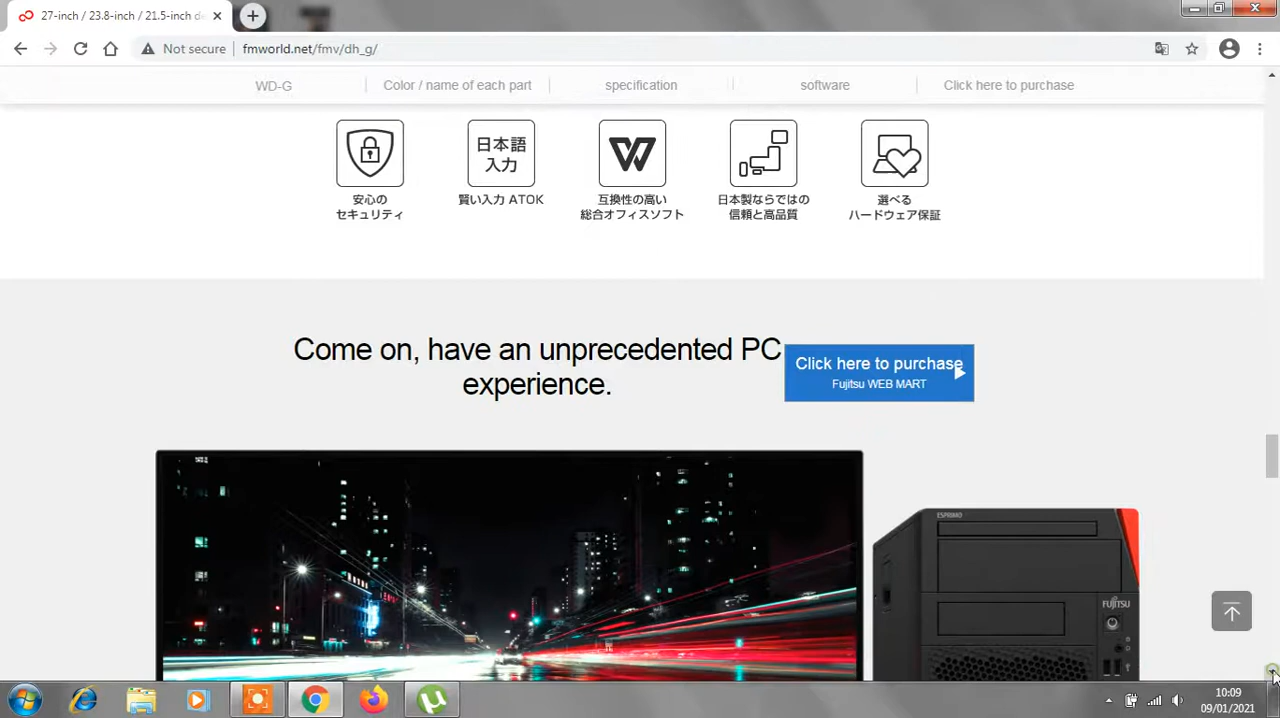 27-inch / 23.8-inch / 21.5-inch de
Not secure
fmworld.net/fmv/dh_g/
WD-G
Color / name of each part
specification
software
Click here to purchase
日本語
入力
安心の
セキュリティ
賢い入力 ATOK
互換性の高い
総合オフィスソフト
日本製ならではの
信頼と高品質
選べる
ハードウェア保証
Come on, have an unprecedented PC
experience.
Click here to purchase
Fujitsu WEB MART
ESPRIMO
FUJITSU
10:09
09/01/2021